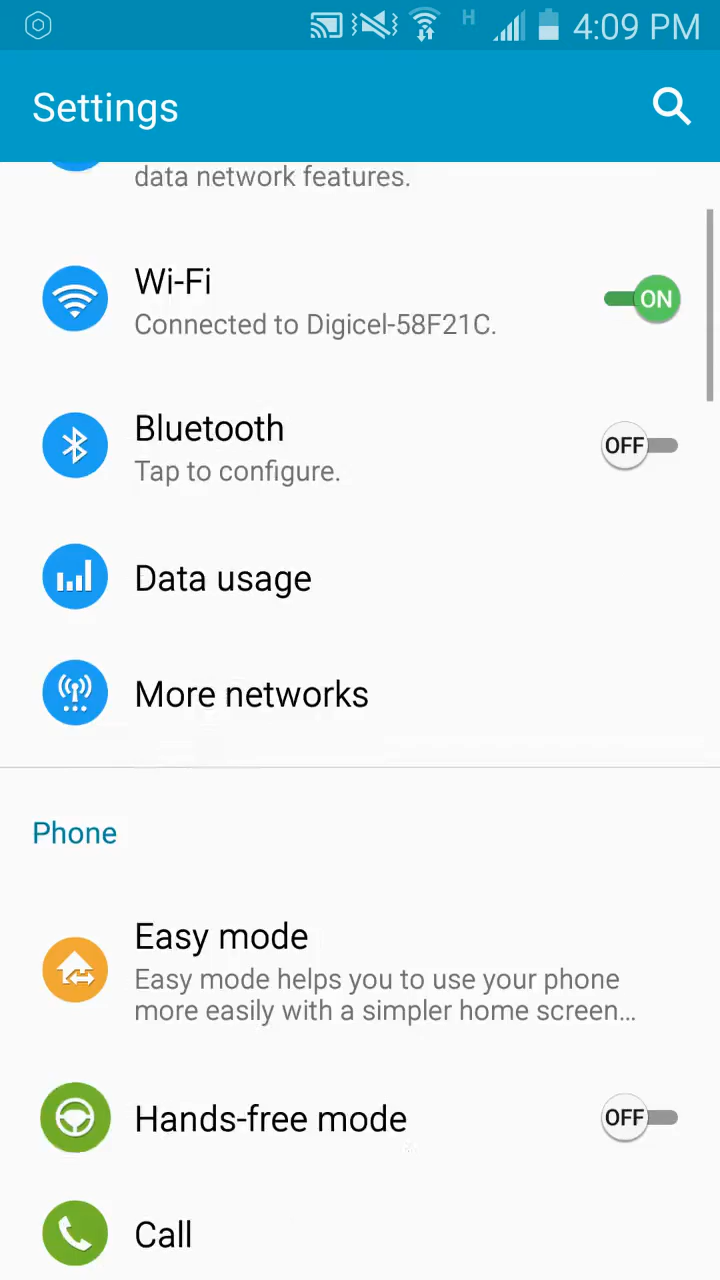 H 4:09 PM
Settings
data network features.
Wi-Fi
Connected to Digicel-58F21C.
ON
Bluetooth
Tap to configure.
OFF
Data usage
More networks
Phone
Easy mode
Easy mode helps you to use your phone
more easily with a simpler home screen...
Hands-free mode
OFF
Call